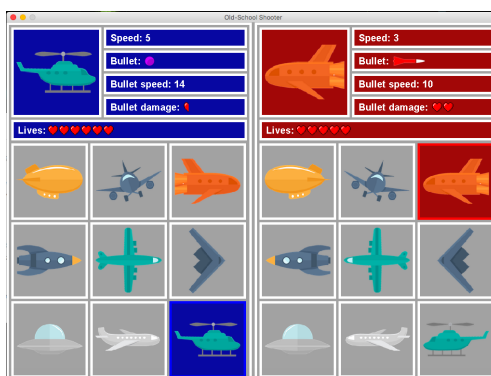 Old-School Shooter
Speed: 5
Bullet:
Bullet speed: 14
Bullet damage:
Lives:
Speed: 3
Bullet:
Bullet speed: 10
Bullet damage:
Lives: